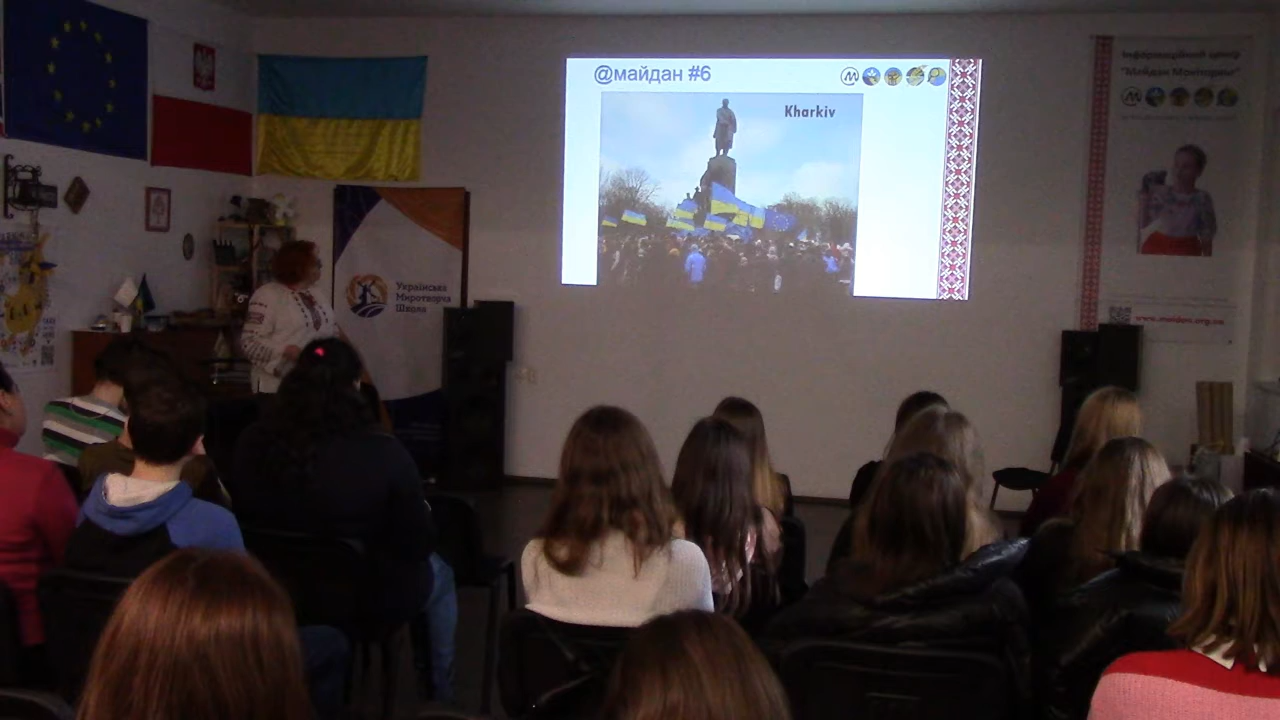 @майдан #6
Kharkiv
Українська
Миротворча
Школа
Інформаційний центр
"Майдан Моніторинг"
www.maidan.org.ua